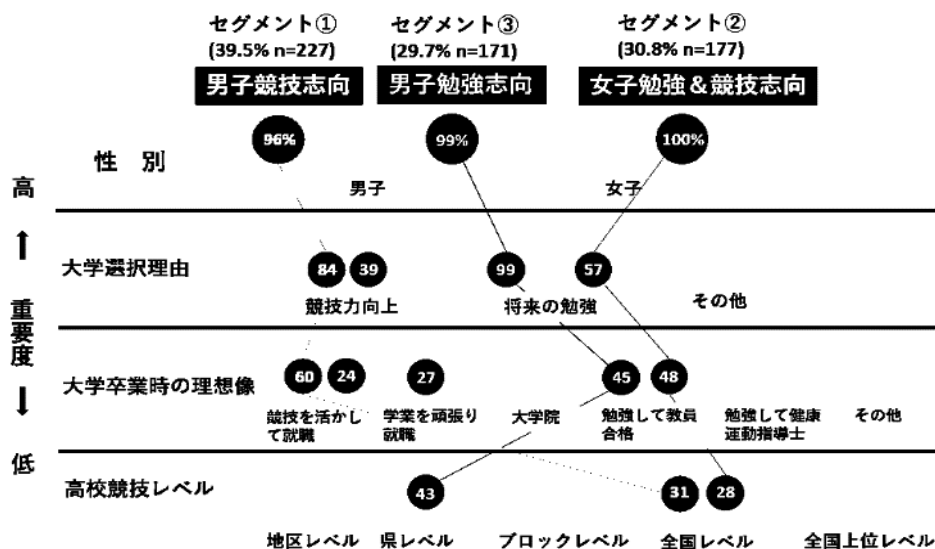 セグメント① セグメント③ セグメント②
(39.5% n=227) (29.7% n=171) (30.8% n=177)
男子競技志向 男子勉強志向 女子勉強＆競技志向
96% 99% 100%
性 別
男子 女子
高
大学選択理由
84 39 99 57
競技力向上 将来の勉強 その他
重要度
大学卒業時の理想像
60 24 27 45 48
競技を活かし 学業を頑張り 大学院 勉強して教員 勉強して健康 その他
て就職 就職 合格 運動指導士
低
高校競技レベル
43 31 28
地区レベル 県レベル ブロックレベル 全国レベル 全国上位レベル